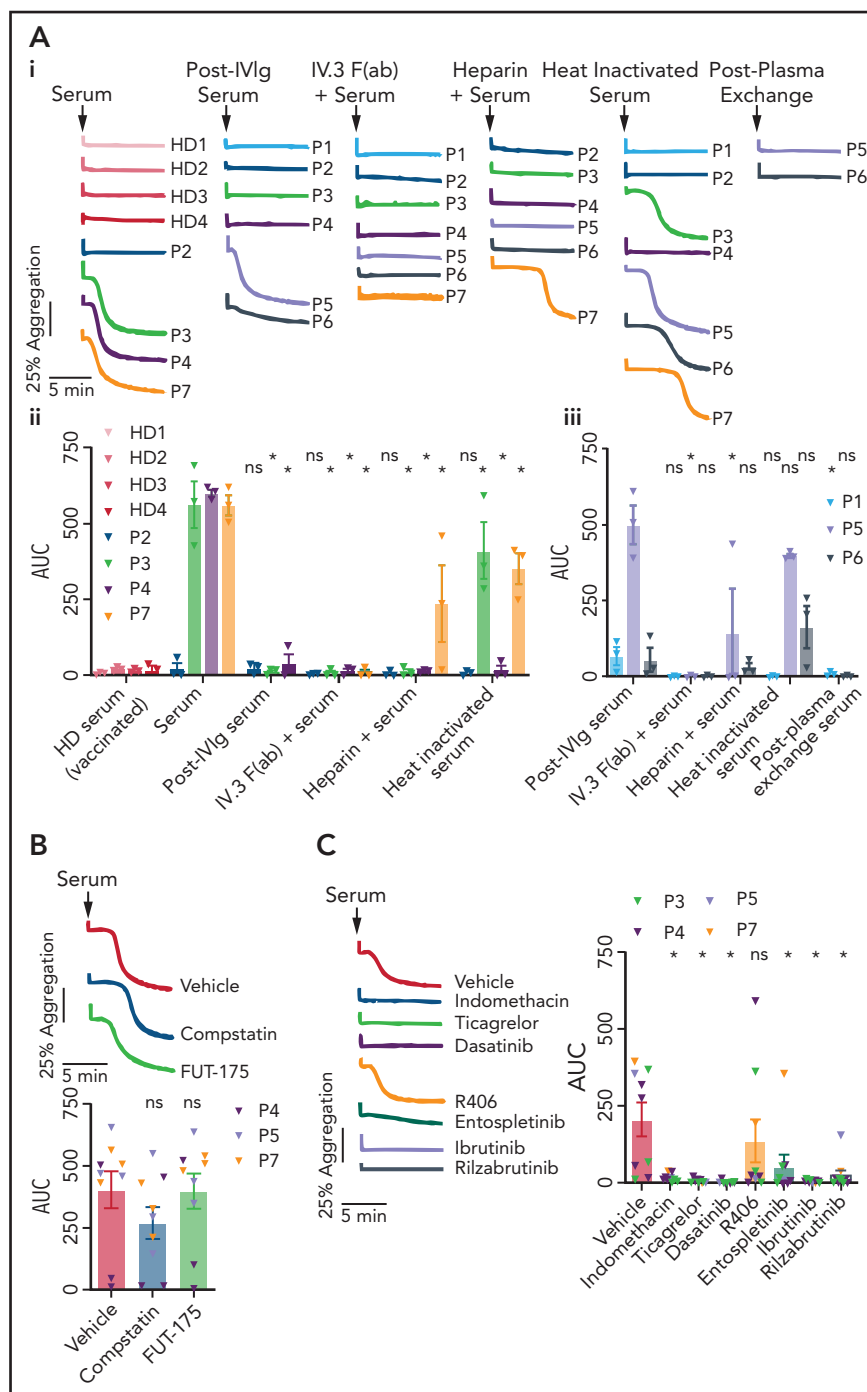 A
i
Serum
Post-IVIg
Serum
IV.3 F(ab)
+ Serum
Heparin
+ Serum
Heat Inactivated
Serum
Post-Plasma
Exchange
HD1
HD2
HD3
HD4
P2
P3
P4
P7
25% Aggregation
5 min
P1
P2
P3
P4
P5
P6
P1
P2
P3
P4
P5
P6
P7
P2
P3
P4
P5
P6
P7
P1
P2
P3
P4
P5
P6
P7
P5
P6
ii
HD1
HD2
HD3
HD4
P2
P3
P4
P7
AUC
750
500
250
0
ns * * ns * * * ns * * * ns * * *
HD serum
(vaccinated)
Serum
Post-IVIg serum
IV.3 F(ab) + serum
Heparin + serum
Heat inactivated
serum
iii
AUC
750
500
250
0
ns * ns * ns ns ns ns * ns
P1
P5
P6
Post-IVIg serum
IV.3 F(ab) + serum
Heparin + serum
Heat inactivated
serum
Post-plasma
exchange serum
B
Serum
25% Aggregation
Vehicle
Compstatin
FUT-175
5 min
AUC
750
500
250
0
ns ns
P4
P5
P7
Vehicle
Compstatin
FUT-175
C
Serum
Vehicle
Indomethacin
Ticagrelor
Dasatinib
R406
Entospletinib
Ibrutinib
Rilzabrutinib
25% Aggregation
5 min
P3
P5
P4
P7
AUC
750
500
250
0
* * * ns * * *
Vehicle
Indomethacin
Ticagrelor
Dasatinib
R406
Entospletinib
Ibrutinib
Rilzabrutinib